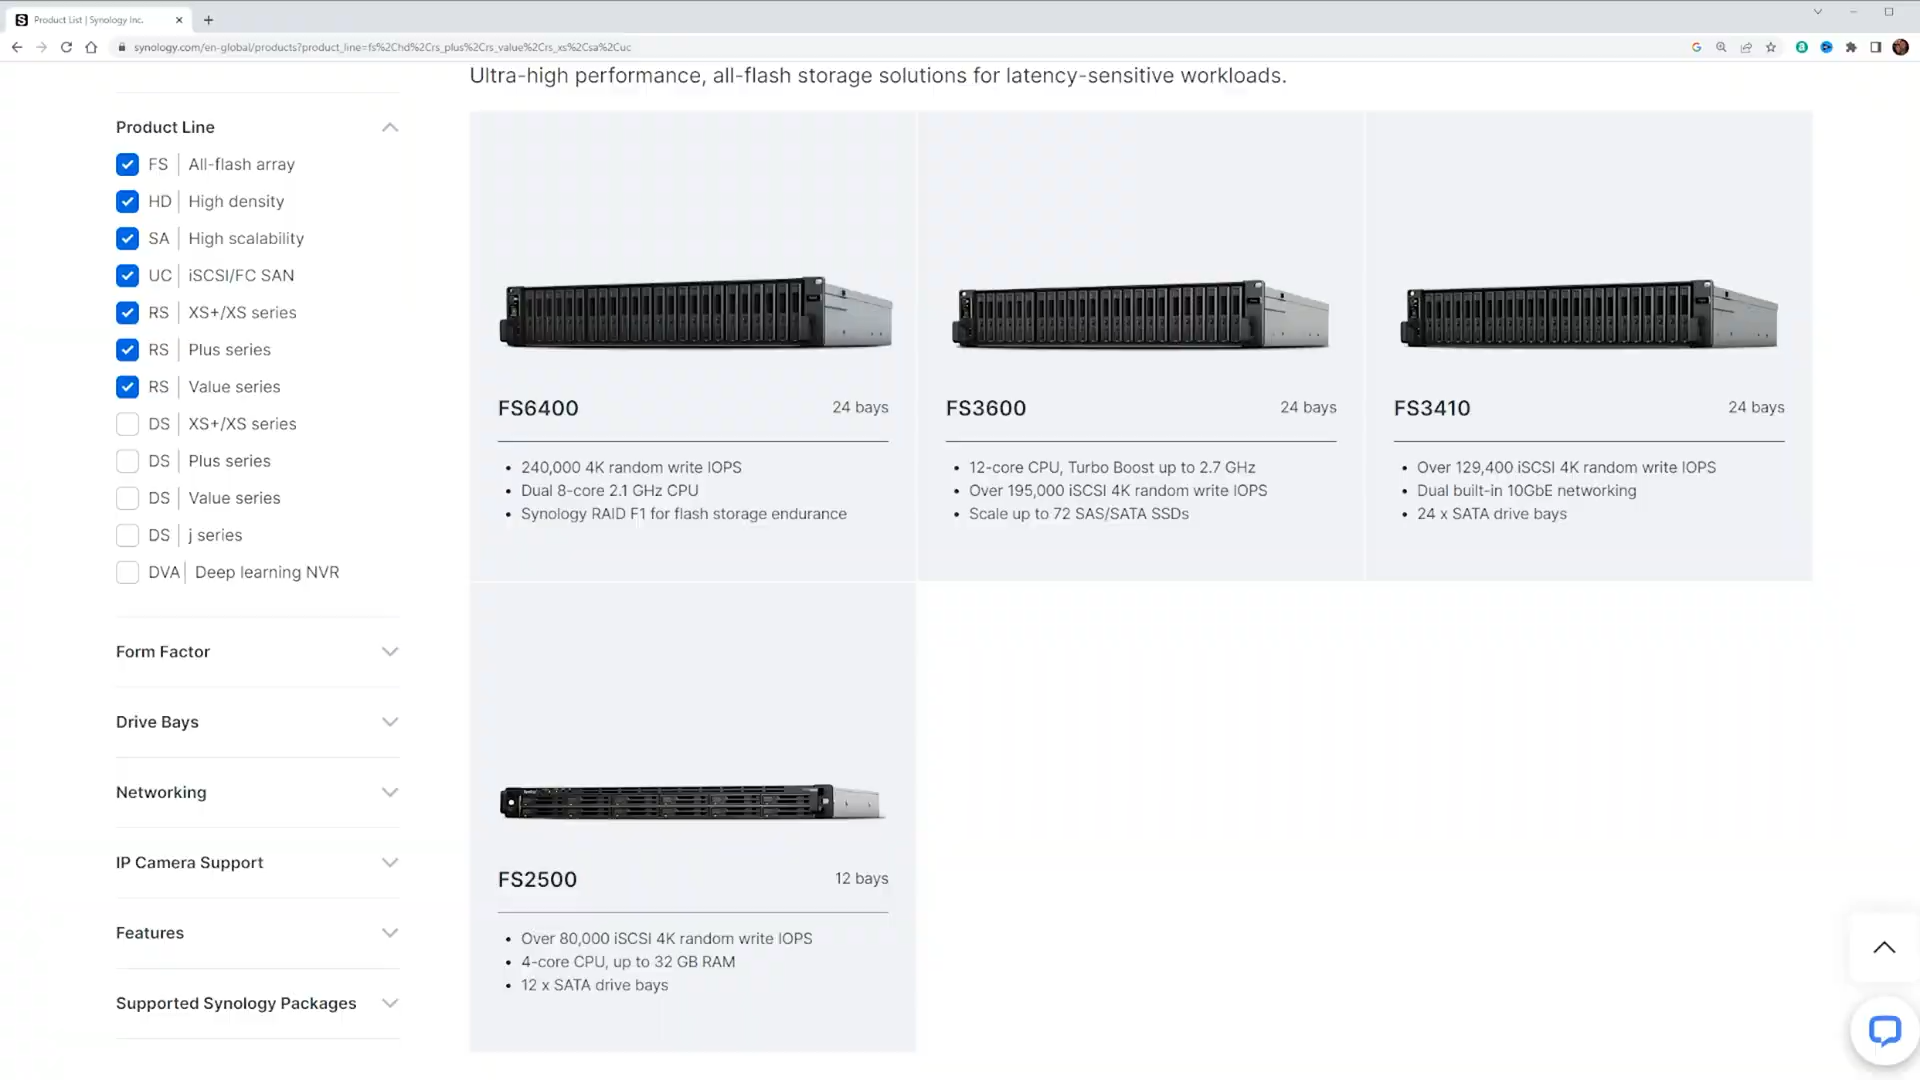 Product List | Synology Inc.
synology.com/en-global/products?product_line=fs%2Chd%2Crs_plus%2Crs_value%2Crs_xs%2Csa%2Cuc
Ultra-high performance, all-flash storage solutions for latency-sensitive workloads.
Product Line
FS | All-flash array
HD | High density
SA | High scalability
UC | iSCSI/FC SAN
RS | XS+/XS series
RS | Plus series
RS | Value series
DS | XS+/XS series
DS | Plus series
DS | Value series
DS | j series
DVA | Deep learning NVR
Form Factor
Drive Bays
Networking
IP Camera Support
Features
Supported Synology Packages
FS6400 24 bays
• 240,000 4K random write IOPS
• Dual 8-core 2.1 GHz CPU
• Synology RAID F1 for flash storage endurance
FS3600 24 bays
• 12-core CPU, Turbo Boost up to 2.7 GHz
• Over 195,000 iSCSI 4K random write IOPS
• Scale up to 72 SAS/SATA SSDs
FS3410 24 bays
• Over 129,400 iSCSI 4K random write IOPS
• Dual built-in 10GbE networking
• 24 x SATA drive bays
FS2500 12 bays
• Over 80,000 iSCSI 4K random write IOPS
• 4-core CPU, up to 32 GB RAM
• 12 x SATA drive bays